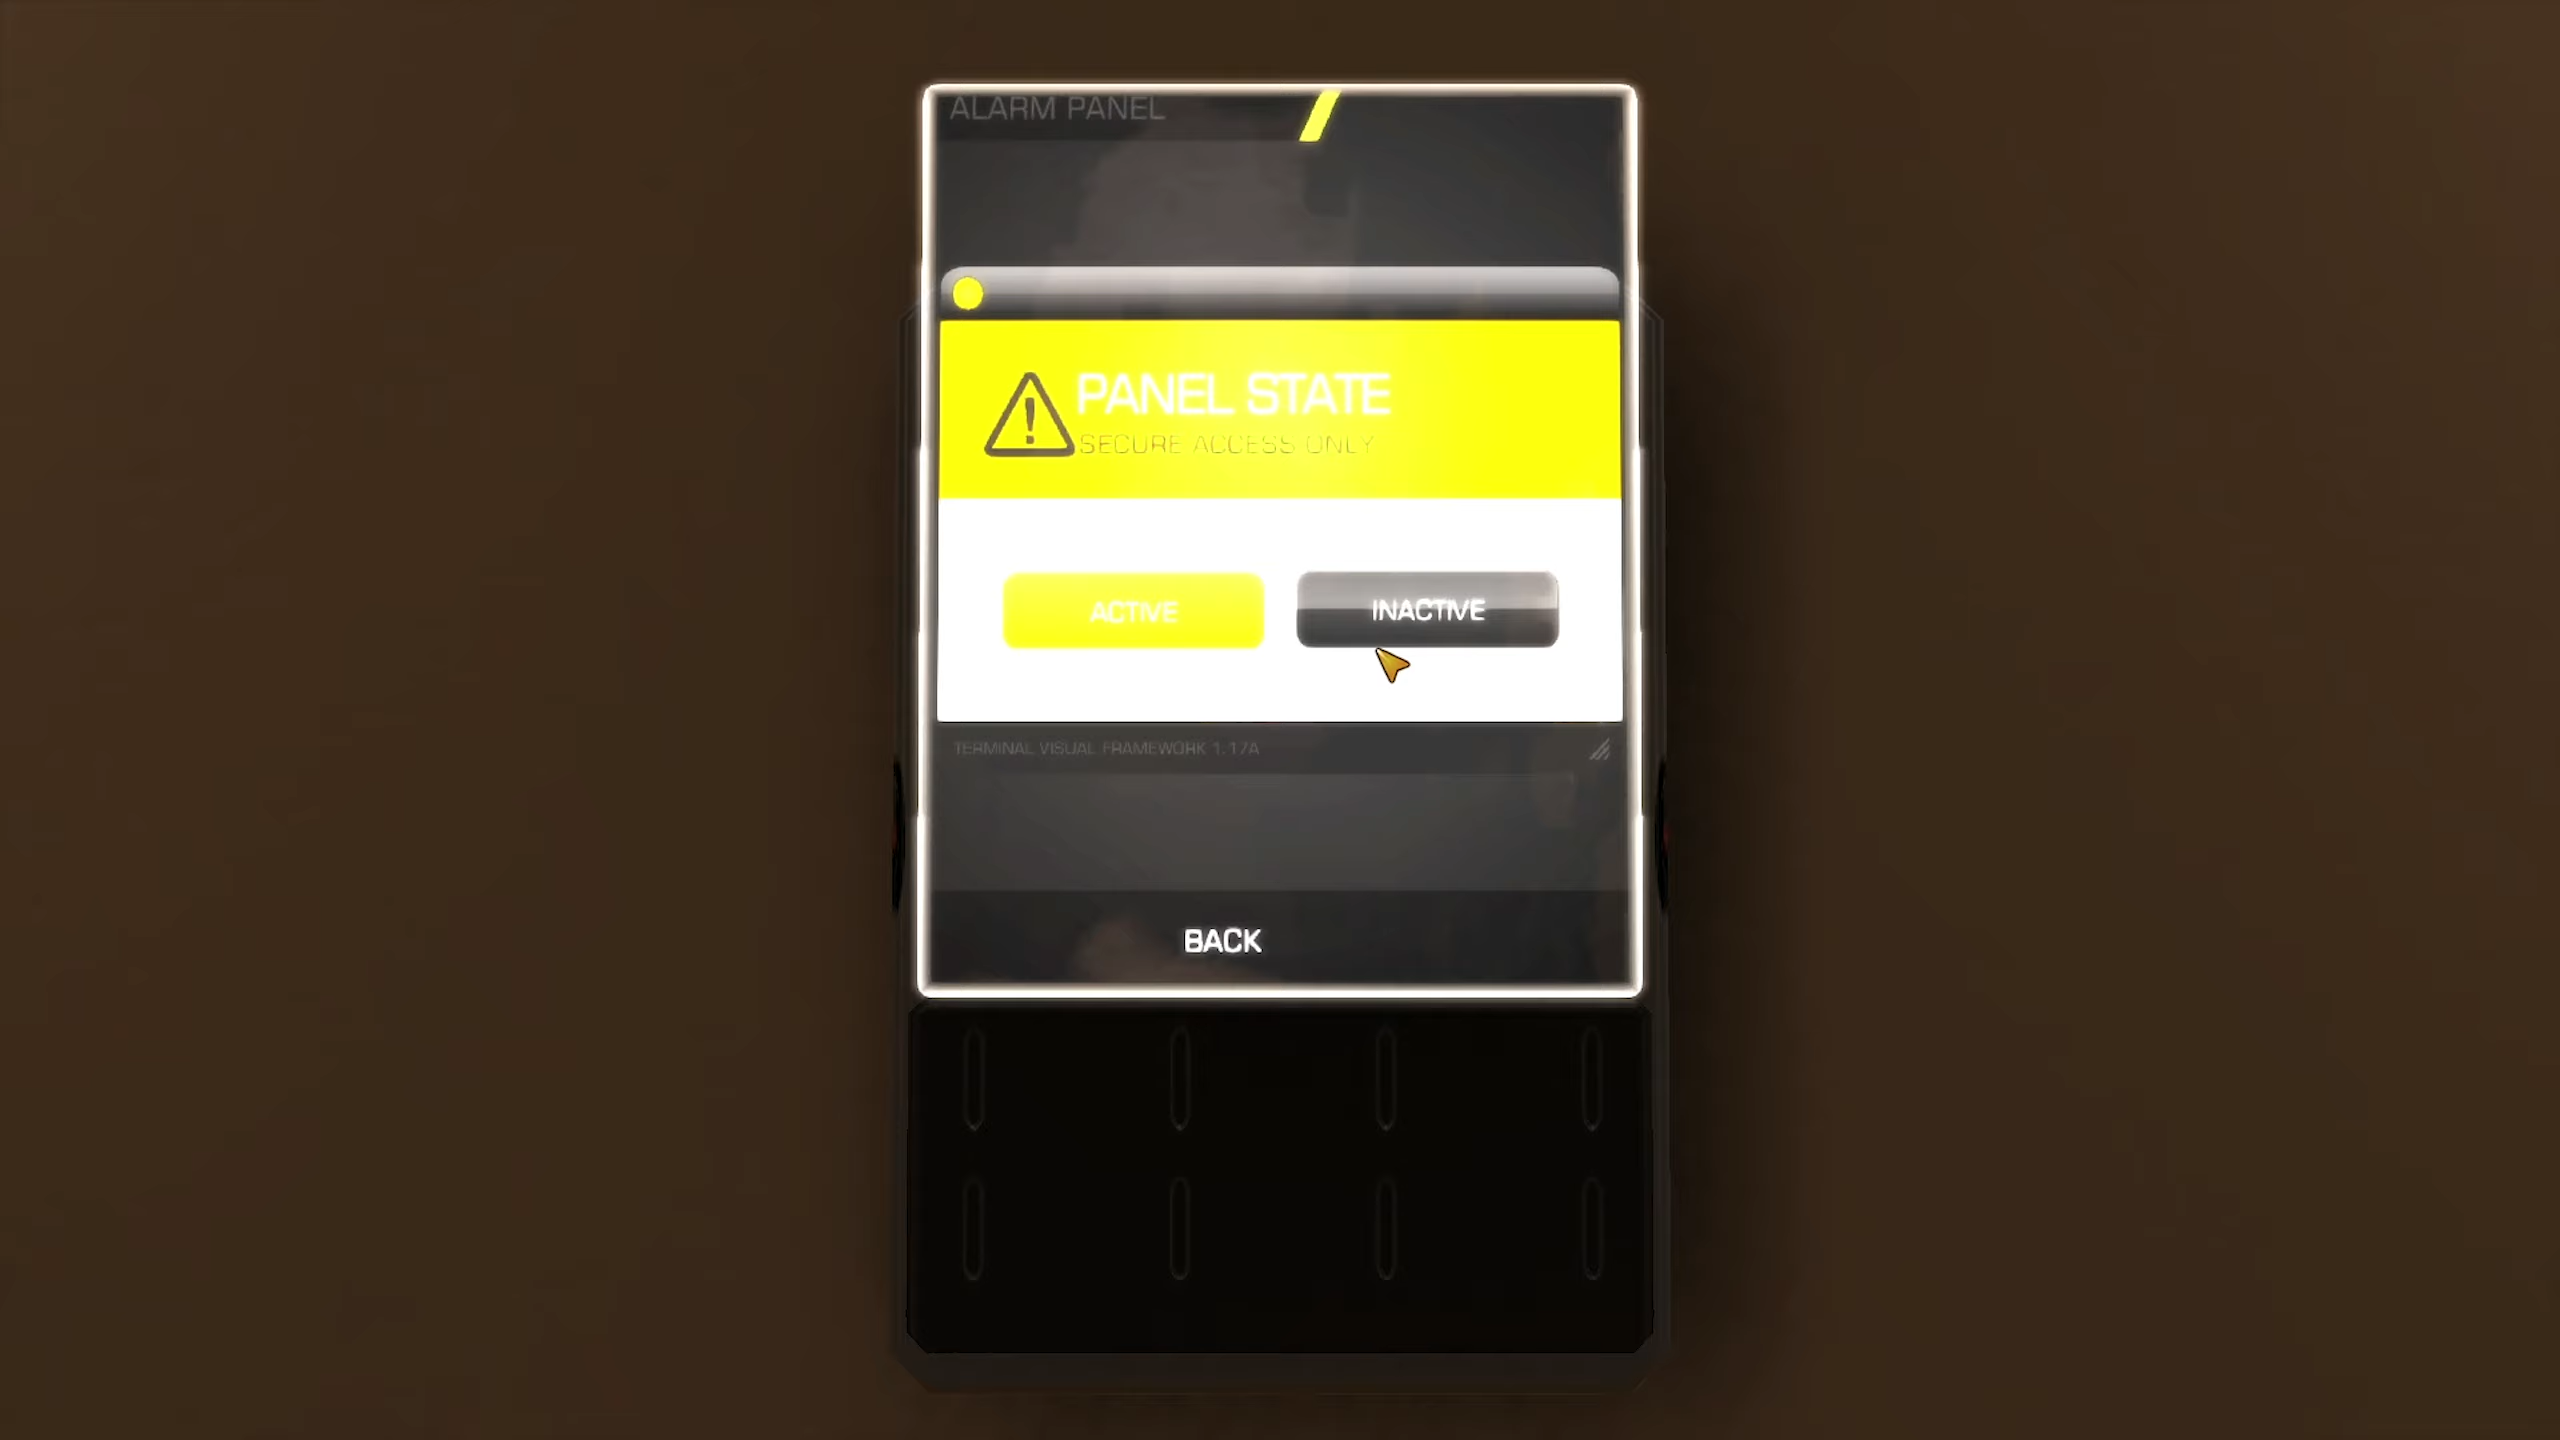 ALARM PANEL
PANEL STATE
SECURE ACCESS ONLY
ACTIVE
INACTIVE
TERMINAL VISUAL FRAMEWORK 1.17A
BACK